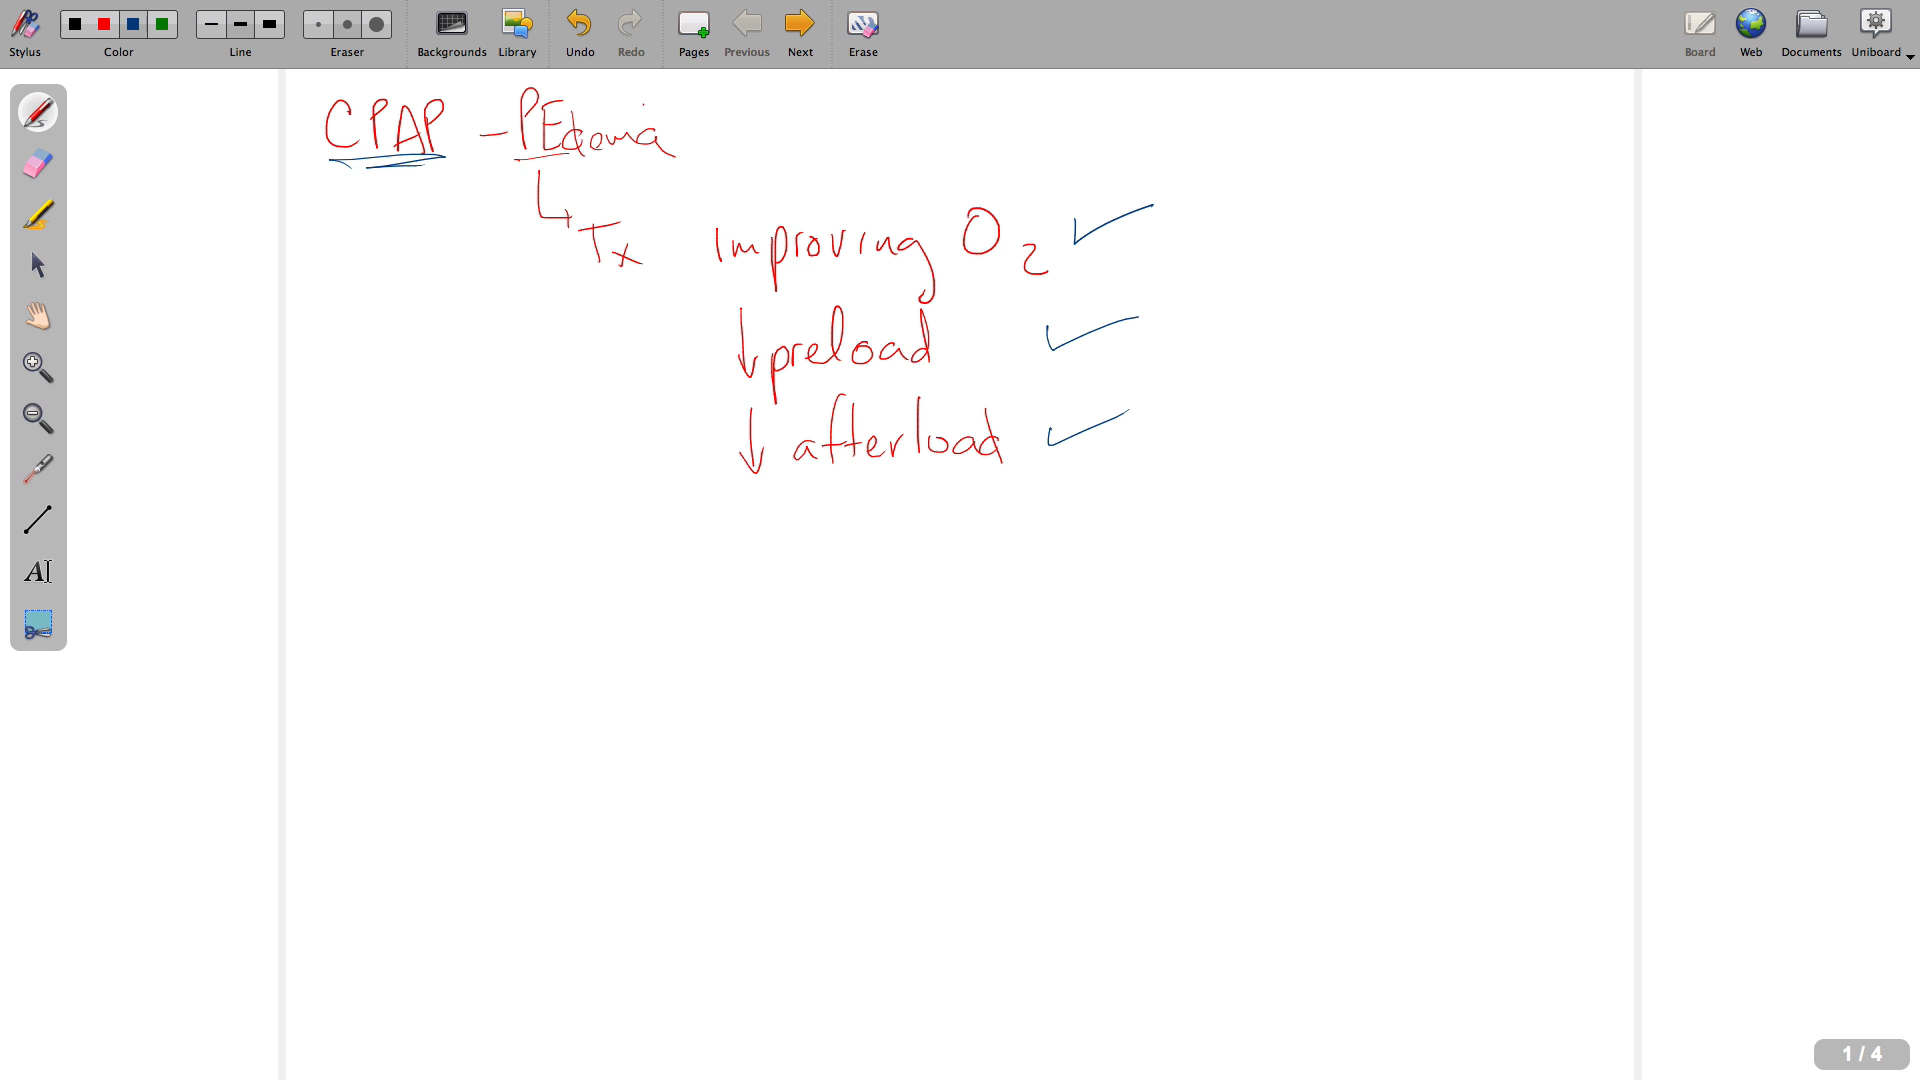 Stylus Color Line Eraser Backgrounds Library Undo Redo Pages Previous Next Erase Board Web Documents Uniboard
CPAP - PEdema
Tx improving O2 ✓
↓ preload ✓
↓ afterload ✓
A
1 / 4